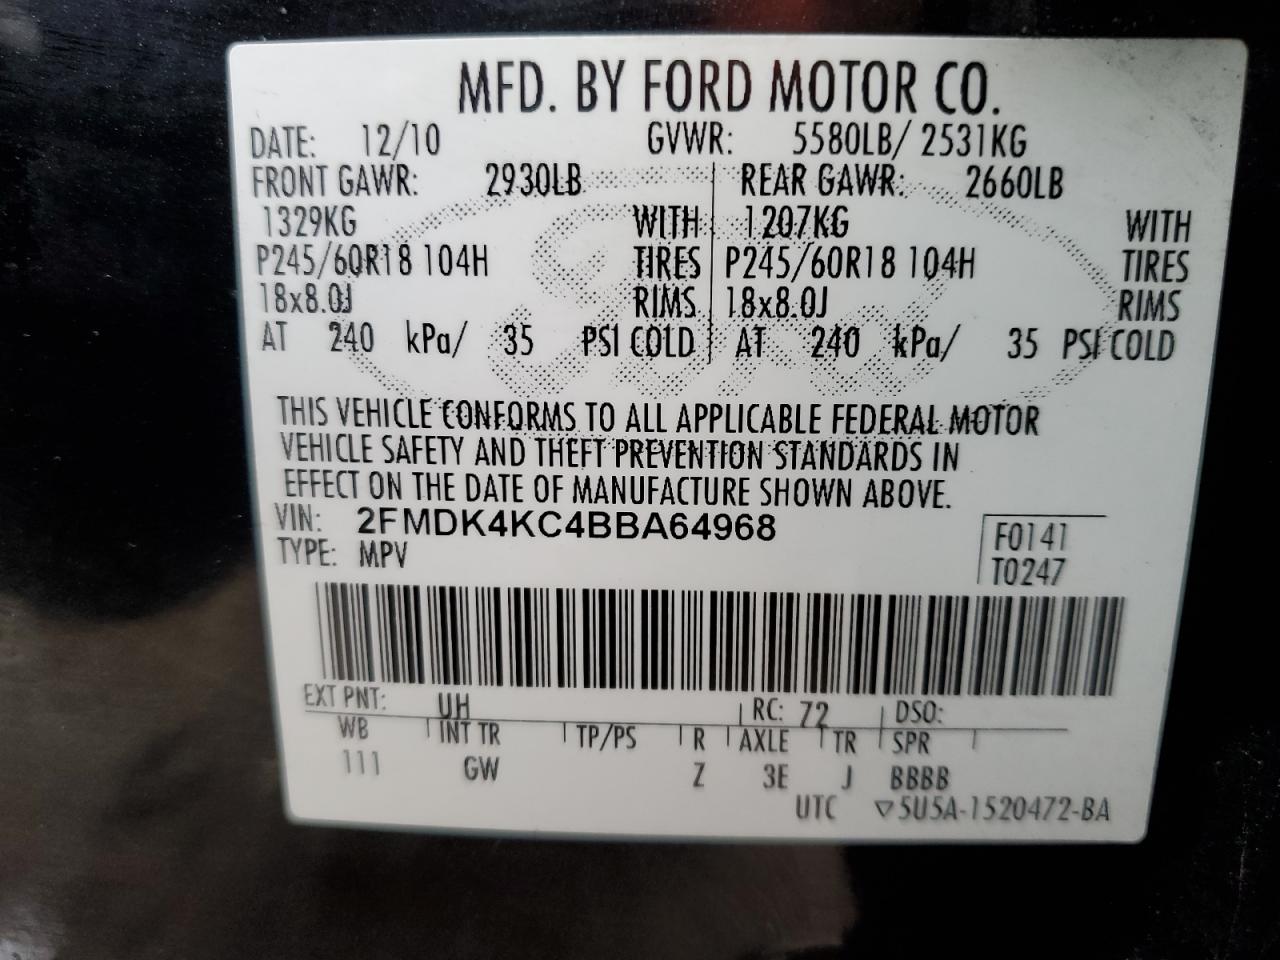 MFD. BY FORD MOTOR CO.
DATE: 12/10 GVWR: 5580LB/ 2531KG
FRONT GAWR: 2930LB REAR GAWR: 2660LB
1329KG WITH 1207KG WITH
P245/60R18 104H TIRES P245/60R18 104H TIRES
18x8.0J RIMS 18x8.0J RIMS
AT 240 kPa/ 35 PSI COLD AT 240 kPa/ 35 PSI COLD
THIS VEHICLE CONFORMS TO ALL APPLICABLE FEDERAL MOTOR
VEHICLE SAFETY AND THEFT PREVENTION STANDARDS IN
EFFECT ON THE DATE OF MANUFACTURE SHOWN ABOVE.
VIN: 2FMDK4KC4BBA64968
TYPE: MPV
F0141
T0247
EXT PNT: UH RC: 72 DSO:
WB INT TR TP/PS R AXLE TR SPR
111 GW Z 3E J BBBB
UTC ▽5U5A-1520472-BA